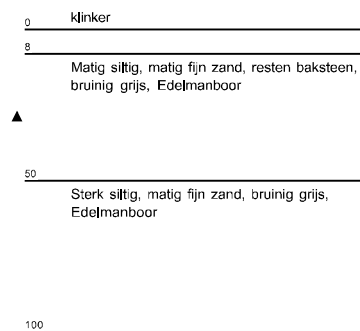 klinker
0
8
Matig siltig, matig fijn zand, resten baksteen,
bruinig grijs, Edelmanboor
50
Sterk siltig, matig fijn zand, bruinig grijs,
Edelmanboor
100